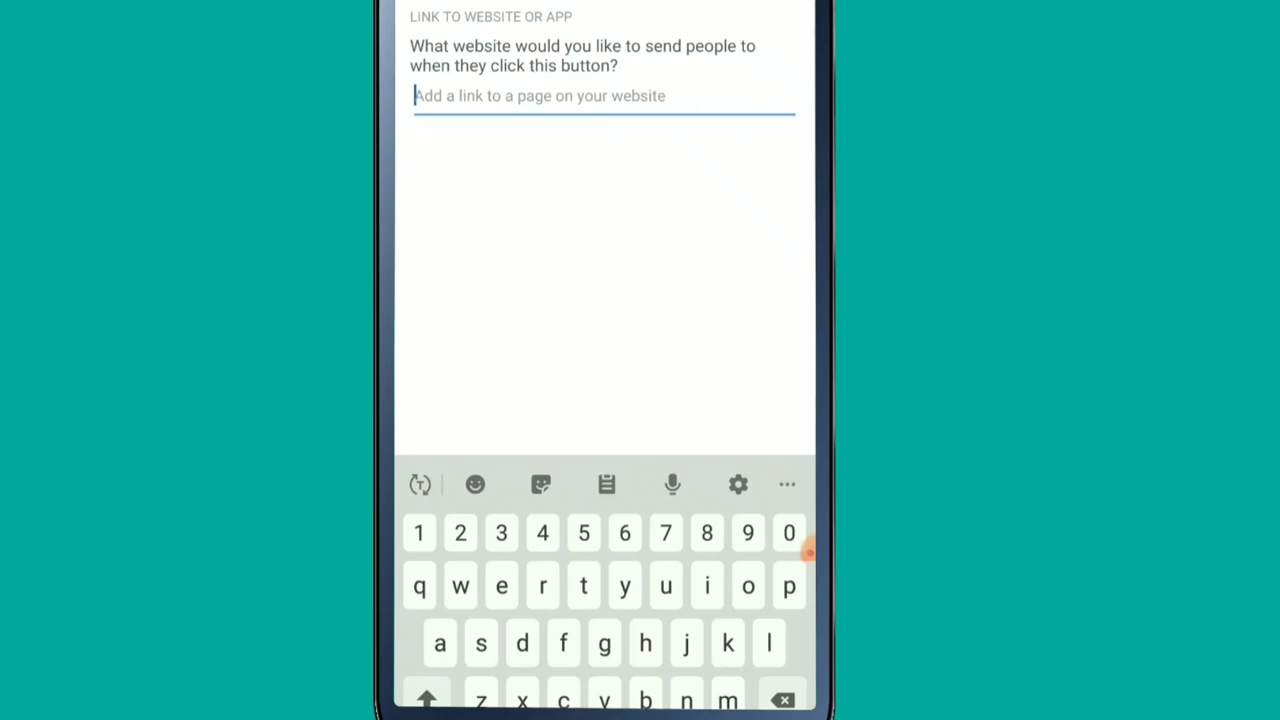 LINK TO WEBSITE OR APP
What website would you like to send people to
when they click this button?
Add a link to a page on your website
T
1 2 3 4 5 6 7 8 9 0
q w e r t y u i o p
a s d f g h j k l
z x c v b n m